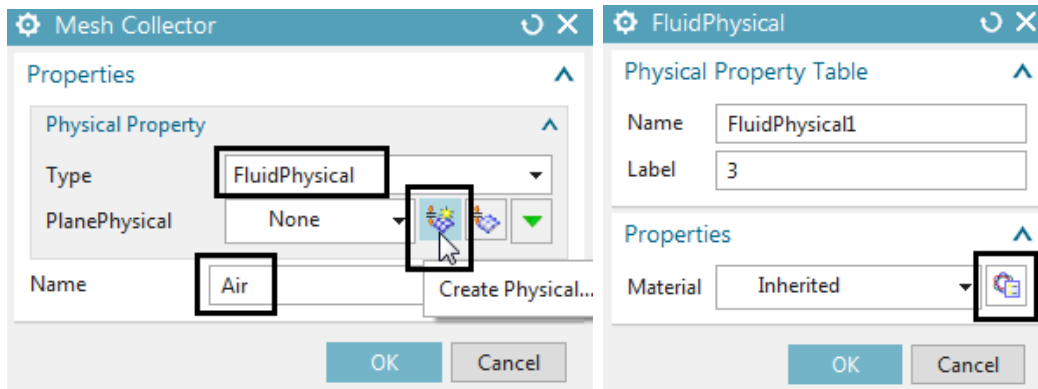 Mesh Collector
Properties
Physical Property
Type FluidPhysical
PlanePhysical None
Name Air
Create Physical...
OK Cancel
FluidPhysical
Physical Property Table
Name FluidPhysical1
Label 3
Properties
Material Inherited
OK Cancel